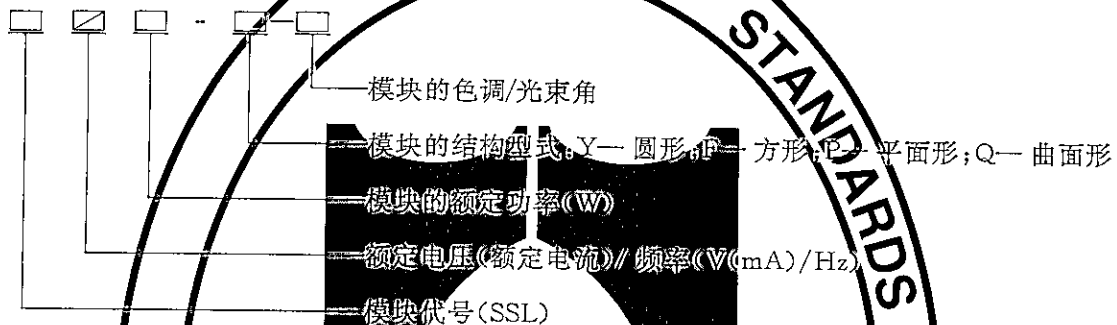 模块的色调/光束角
模块的结构型式;Y—圆形;F—方形;P—平面形;Q—曲面形
模块的额定功率(W)
额定电压(额定电流)/频率(V(mA)/Hz)
模块代号(SSL)
STANDARDS